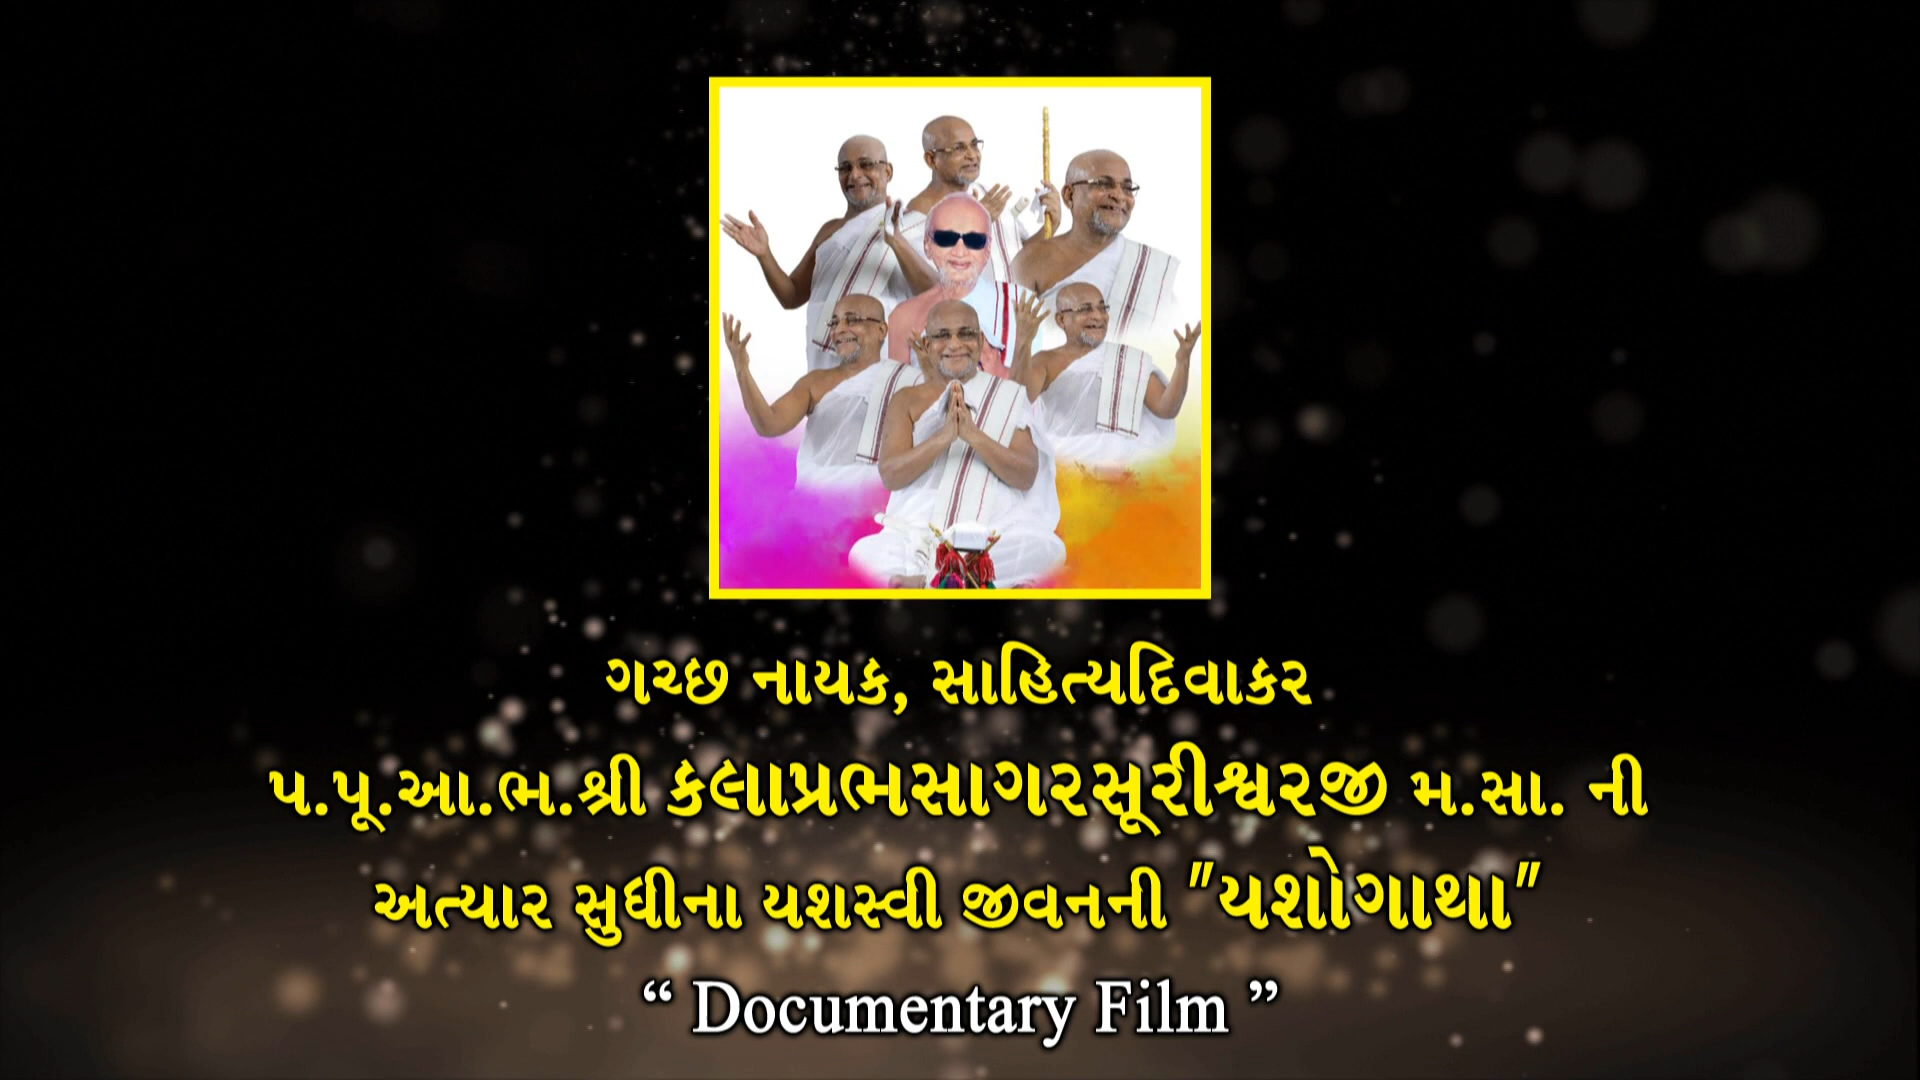 ગચ્છ નાયક, સાહિત્યદિવાકર
પ.પૂ.આ.ભ.શ્રી કલાપ્રભસાગરસૂરીશ્વરજી મ.સા. ની
અત્યાર સુધીના યશસ્વી જીવનની "યશોગાથા"
“ Documentary Film ”